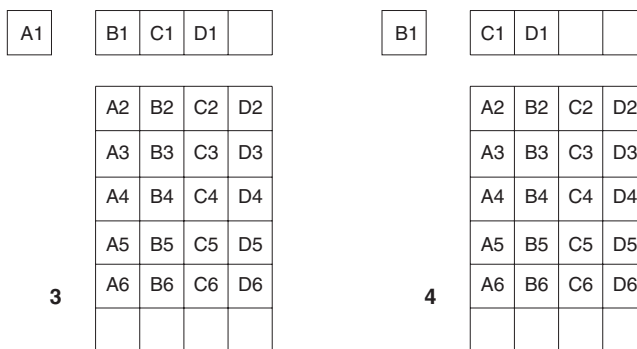 A1 B1 C1 D1
A2 B2 C2 D2
A3 B3 C3 D3
A4 B4 C4 D4
A5 B5 C5 D5
A6 B6 C6 D6
3
B1 C1 D1
A2 B2 C2 D2
A3 B3 C3 D3
A4 B4 C4 D4
A5 B5 C5 D5
A6 B6 C6 D6
4